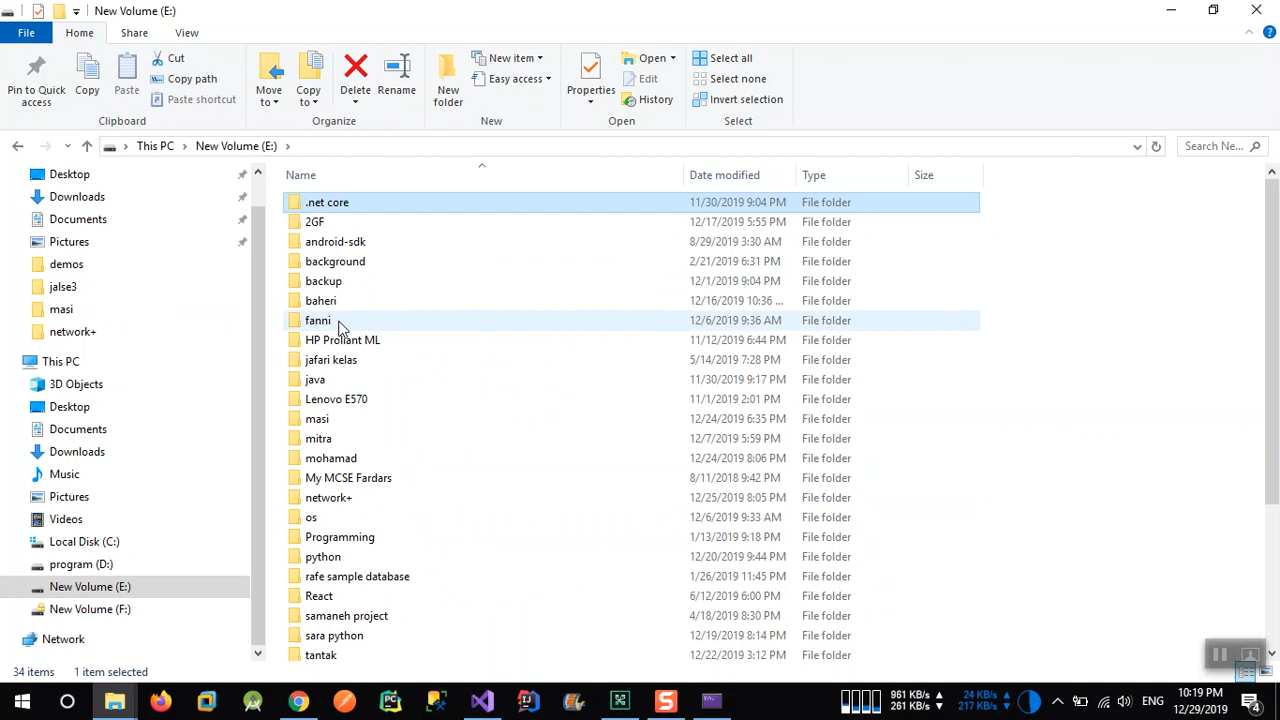 New Volume (E:)
File Home Share View
Pin to Quick access
Copy
Paste
Cut
Copy path
Paste shortcut
Clipboard
Move to
Copy to
Delete
Rename
Organize
New folder
New item
Easy access
New
Properties
Open
Edit
History
Open
Select all
Select none
Invert selection
Select
This PC New Volume (E:) Search Ne...
Desktop
Downloads
Documents
Pictures
demos
jalse3
masi
network+
This PC
3D Objects
Desktop
Documents
Downloads
Music
Pictures
Videos
Local Disk (C:)
program (D:)
New Volume (E:)
New Volume (F:)
Network
Name Date modified Type Size
.net core 11/30/2019 9:04 PM File folder
2GF 12/17/2019 5:55 PM File folder
android-sdk 8/29/2019 3:30 AM File folder
background 2/21/2019 6:31 PM File folder
backup 12/1/2019 9:04 PM File folder
baheri 12/16/2019 10:36 ... File folder
fanni 12/6/2019 9:36 AM File folder
HP Proliant ML 11/12/2019 6:44 PM File folder
jafari kelas 5/14/2019 7:28 PM File folder
java 11/30/2019 9:17 PM File folder
Lenovo E570 11/1/2019 2:01 PM File folder
masi 12/24/2019 6:35 PM File folder
mitra 12/7/2019 5:59 PM File folder
mohamad 12/24/2019 8:06 PM File folder
My MCSE Fardars 8/11/2018 9:42 PM File folder
network+ 12/25/2019 8:05 PM File folder
os 12/6/2019 9:33 AM File folder
Programming 1/13/2019 9:18 PM File folder
python 12/20/2019 9:44 PM File folder
rafe sample database 1/26/2019 11:45 PM File folder
React 6/12/2019 6:00 PM File folder
samaneh project 4/18/2019 8:30 PM File folder
sara python 12/19/2019 8:14 PM File folder
tantak 12/22/2019 3:12 PM File folder
34 items 1 item selected
961 KB/s 24 KB/s ENG 10:19 PM
261 KB/s 217 KB/s 12/29/2019
4